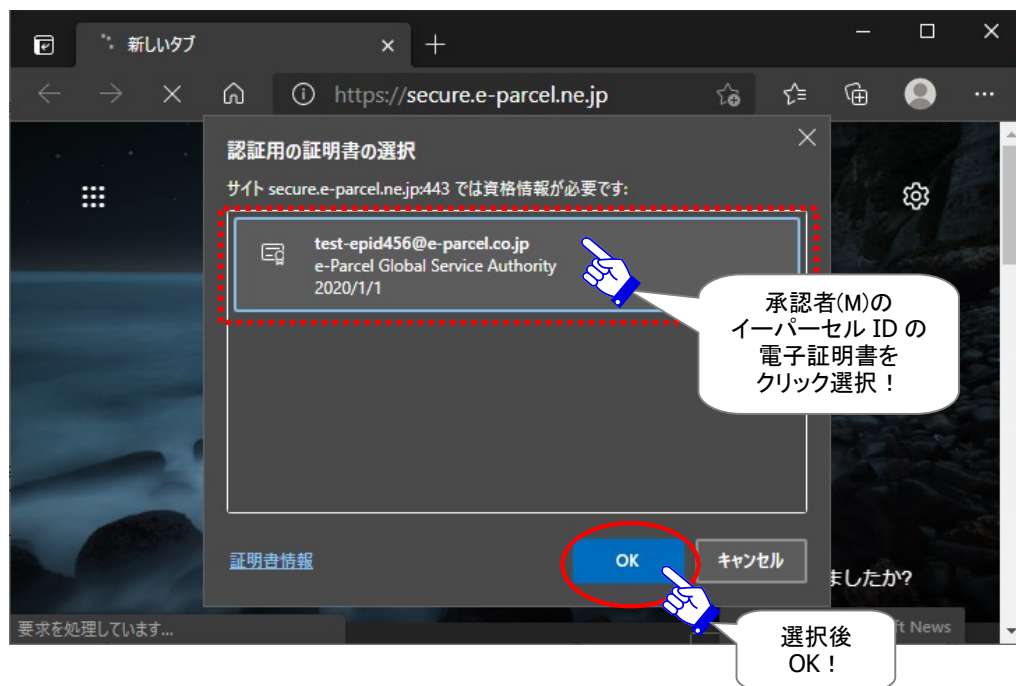 新しいタブ
https://secure.e-parcel.ne.jp
認証用の証明書の選択
サイト secure.e-parcel.ne.jp:443 では資格情報が必要です:
test-epid456@e-parcel.co.jp
e-Parcel Global Service Authority
2020/1/1
承認者(M)の
イーパーセル ID の
電子証明書を
クリック選択！
証明書情報
OK
キャンセル
ましたか?
要求を処理しています...
ft News
選択後
OK！